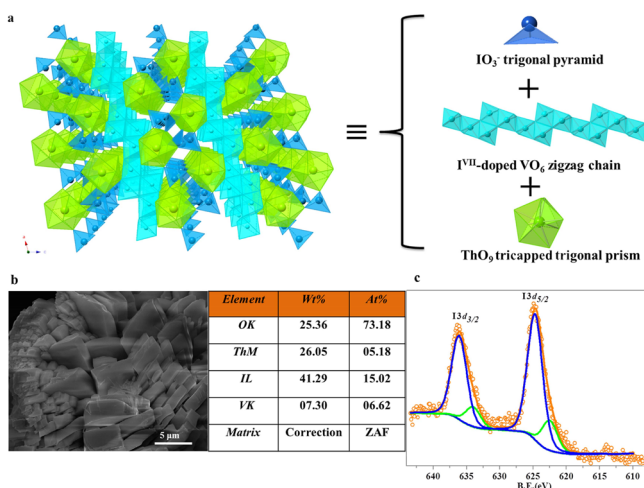 a
IO3- trigonal pyramid
+
≡
I^VII-doped VO6 zigzag chain
+
ThO9 tricapped trigonal prism
b
5 μm
Element Wt% At%
OK 25.36 73.18
ThM 26.05 05.18
IL 41.29 15.02
VK 07.30 06.62
Matrix Correction ZAF
c
I3d3/2
I3d5/2
640 635 630 625 620 615 610
B.E.(eV)